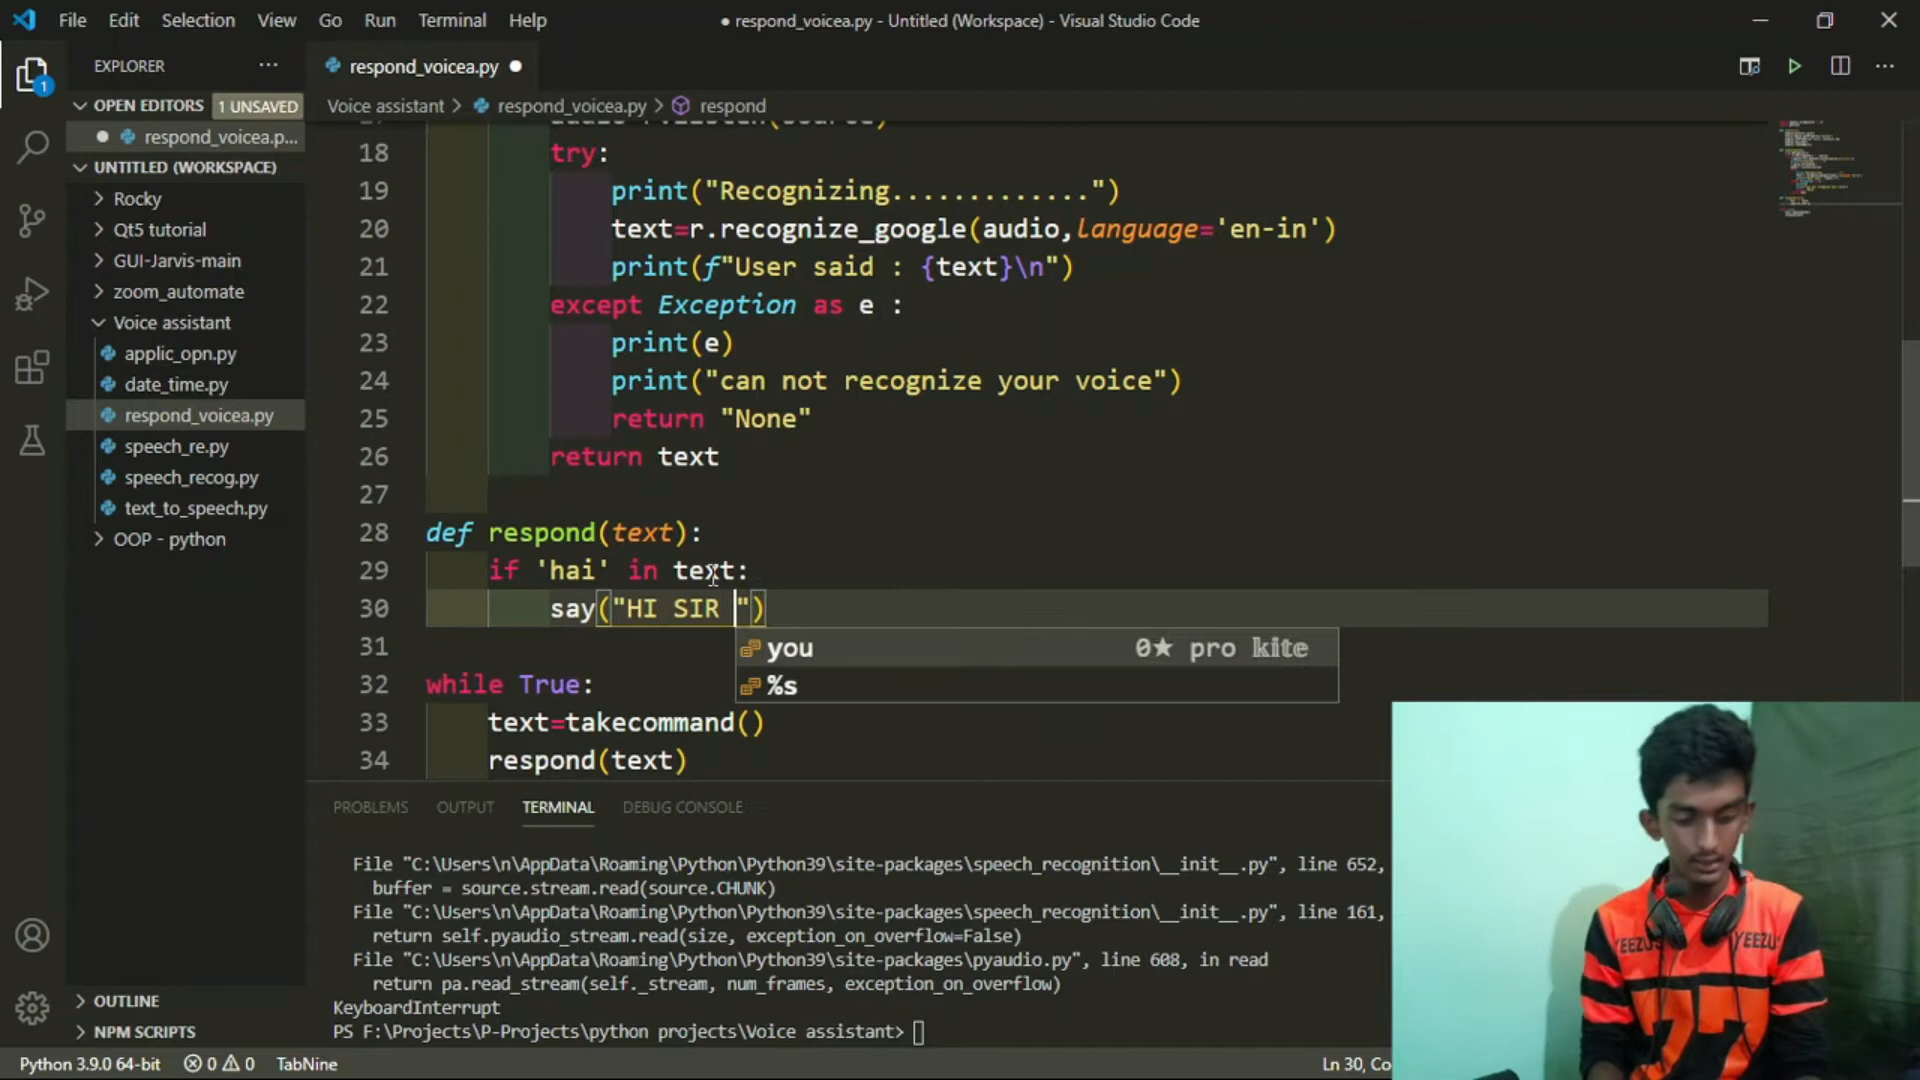 File Edit Selection View Go Run Terminal Help
● respond_voicea.py - Untitled (Workspace) - Visual Studio Code
EXPLORER ...
1
OPEN EDITORS 1 UNSAVED
respond_voicea.p...
UNTITLED (WORKSPACE)
Rocky
Qt5 tutorial
GUI-Jarvis-main
zoom_automate
Voice assistant
applic_opn.py
date_time.py
respond_voicea.py
speech_re.py
speech_recog.py
text_to_speech.py
OOP - python
OUTLINE
NPM SCRIPTS
respond_voicea.py
Voice assistant > respond_voicea.py > respond
17 audio=r.listen(source)
18 try:
19 print("Recognizing.............")
20 text=r.recognize_google(audio,language='en-in')
21 print(f"User said : {text}\n")
22 except Exception as e :
23 print(e)
24 print("can not recognize your voice")
25 return "None"
26 return text
27
28 def respond(text):
29 if 'hai' in text:
30 say("HI SIR ")
you 0★ pro kite
%s
31
32 while True:
33 text=takecommand()
34 respond(text)
PROBLEMS OUTPUT TERMINAL DEBUG CONSOLE
File "C:\Users\n\AppData\Roaming\Python\Python39\site-packages\speech_recognition\__init__.py", line 652,
buffer = source.stream.read(source.CHUNK)
File "C:\Users\n\AppData\Roaming\Python\Python39\site-packages\speech_recognition\__init__.py", line 161,
return self.pyaudio_stream.read(size, exception_on_overflow=False)
File "C:\Users\n\AppData\Roaming\Python\Python39\site-packages\pyaudio.py", line 608, in read
return pa.read_stream(self._stream, num_frames, exception_on_overflow)
KeyboardInterrupt
PS F:\Projects\P-Projects\python projects\Voice assistant>
YEEZUS YEEZUS
Python 3.9.0 64-bit 0 0 TabNine
Ln 30, Co